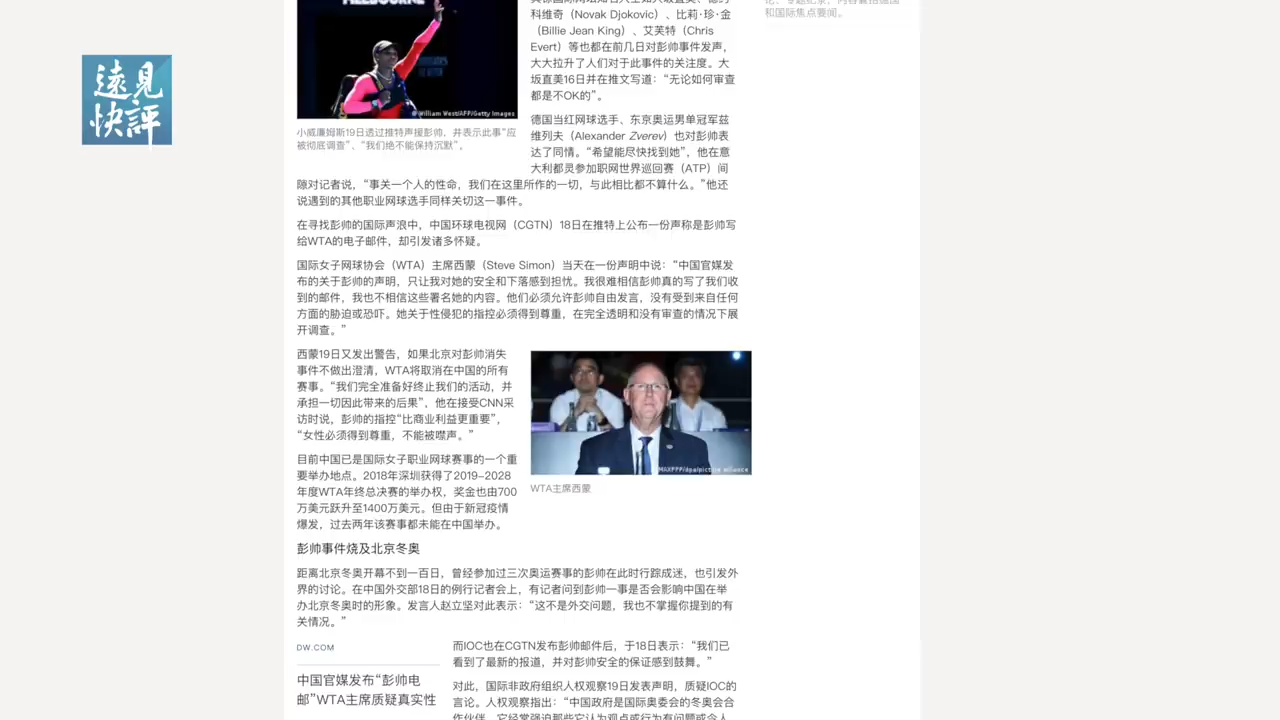 論、专题纪录，内容囊括德国
和国际焦点要闻。
遠見
快評
MELBOURNE
© William West/AFP/Getty Images
小威廉姆斯19日透过推特声援彭帅，并表示此事“应
被彻底调查”、“我们绝不能保持沉默”。
科维奇（Novak Djokovic）、比莉·珍·金
（Billie Jean King）、艾芙特（Chris
Evert）等也都在前几日对彭帅事件发声，
大大拉升了人们对于此事件的关注度。大
坂直美16日并在推文写道：“无论如何审查
都是不OK的”。
德国当红网球选手、东京奥运男单冠军兹
维列夫（Alexander Zverev）也对彭帅表
达了同情。“希望能尽快找到她”，他在意
大利都灵参加职网世界巡回赛（ATP）间
隙对记者说，“事关一个人的性命，我们在这里所作的一切，与此相比都不算什么。”他还
说遇到的其他职业网球选手同样关切这一事件。
在寻找彭帅的国际声浪中，中国环球电视网（CGTN）18日在推特上公布一份声称是彭帅写
给WTA的电子邮件，却引发诸多怀疑。
国际女子网球协会（WTA）主席西蒙（Steve Simon）当天在一份声明中说：“中国官媒发
布的关于彭帅的声明，只让我对她的安全和下落感到担忧。我很难相信彭帅真的写了我们收
到的邮件，我也不相信这些署名她的内容。他们必须允许彭帅自由发言，没有受到来自任何
方面的胁迫或恐吓。她关于性侵犯的指控必须得到尊重，在完全透明和没有审查的情况下展
开调查。”
西蒙19日又发出警告，如果北京对彭帅消失
事件不做出澄清，WTA将取消在中国的所有
赛事。“我们完全准备好终止我们的活动，并
承担一切因此带来的后果”，他在接受CNN采
访时说，彭帅的指控“比商业利益更重要”，
“女性必须得到尊重，不能被噤声。”
MAXPPP/dpa/picture alliance
WTA主席西蒙
目前中国已是国际女子职业网球赛事的一个重
要举办地点。2018年深圳获得了2019–2028
年度WTA年终总决赛的举办权，奖金也由700
万美元跃升至1400万美元。但由于新冠疫情
爆发，过去两年该赛事都未能在中国举办。
彭帅事件烧及北京冬奥
距离北京冬奥开幕不到一百日，曾经参加过三次奥运赛事的彭帅在此时行踪成迷，也引发外
界的讨论。在中国外交部18日的例行记者会上，有记者问到彭帅一事是否会影响中国在举
办北京冬奥时的形象。发言人赵立坚对此表示：“这不是外交问题，我也不掌握你提到的有
关情况。”
DW.COM
中国官媒发布“彭帅电
邮”WTA主席质疑真实性
而IOC也在CGTN发布彭帅邮件后，于18日表示：“我们已
看到了最新的报道，并对彭帅安全的保证感到鼓舞。”
对此，国际非政府组织人权观察19日发表声明，质疑IOC的
言论。人权观察指出：“中国政府是国际奥委会的冬奥会合